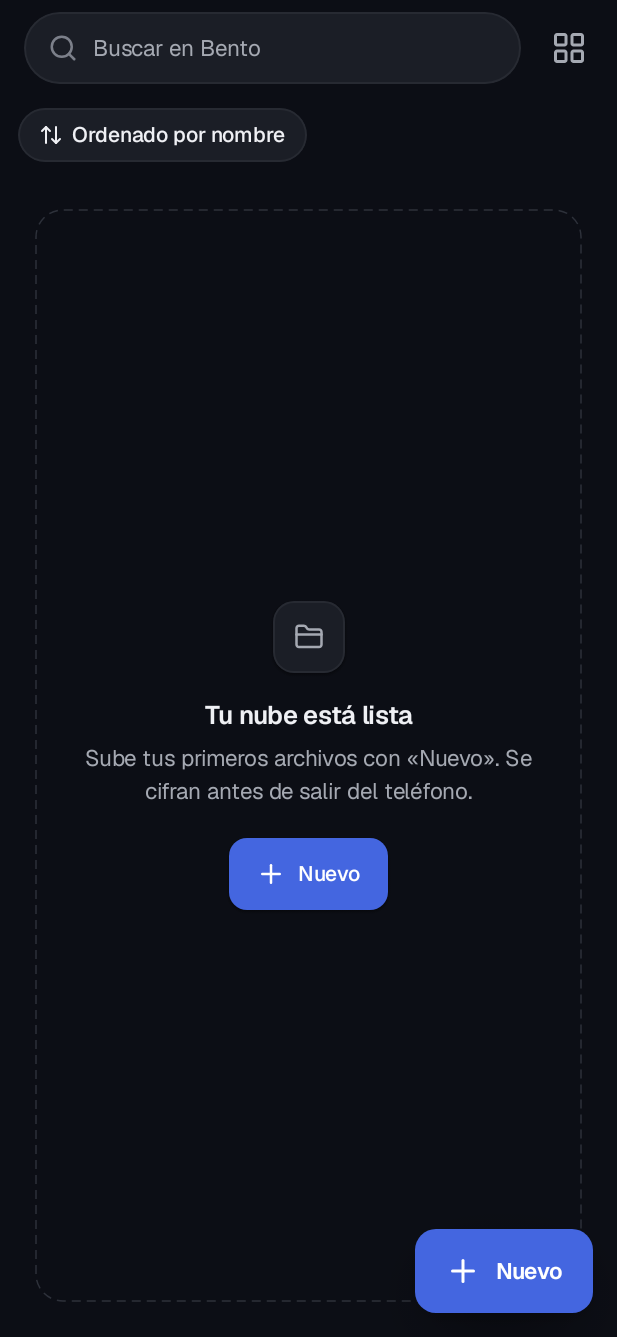 Buscar en Bento
Ordenado por nombre
Tu nube está lista
Sube tus primeros archivos con «Nuevo». Se
cifran antes de salir del teléfono.
Nuevo
Nuevo